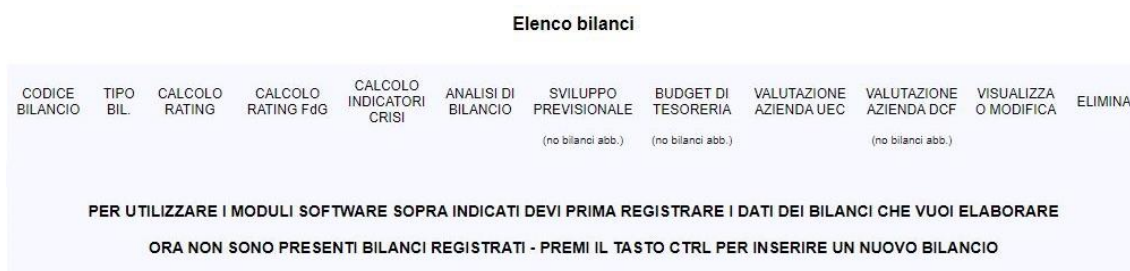 Elenco bilanci
CODICE BILANCIO
TIPO BIL.
CALCOLO RATING
CALCOLO RATING FdG
CALCOLO INDICATORI CRISI
ANALISI DI BILANCIO
SVILUPPO PREVISIONALE
(no bilanci abb.)
BUDGET DI TESORERIA
(no bilanci abb.)
VALUTAZIONE AZIENDA UEC
VALUTAZIONE AZIENDA DCF
(no bilanci abb.)
VISUALIZZA O MODIFICA
ELIMINA
PER UTILIZZARE I MODULI SOFTWARE SOPRA INDICATI DEVI PRIMA REGISTRARE I DATI DEI BILANCI CHE VUOI ELABORARE
ORA NON SONO PRESENTI BILANCI REGISTRATI - PREMI IL TASTO CTRL PER INSERIRE UN NUOVO BILANCIO